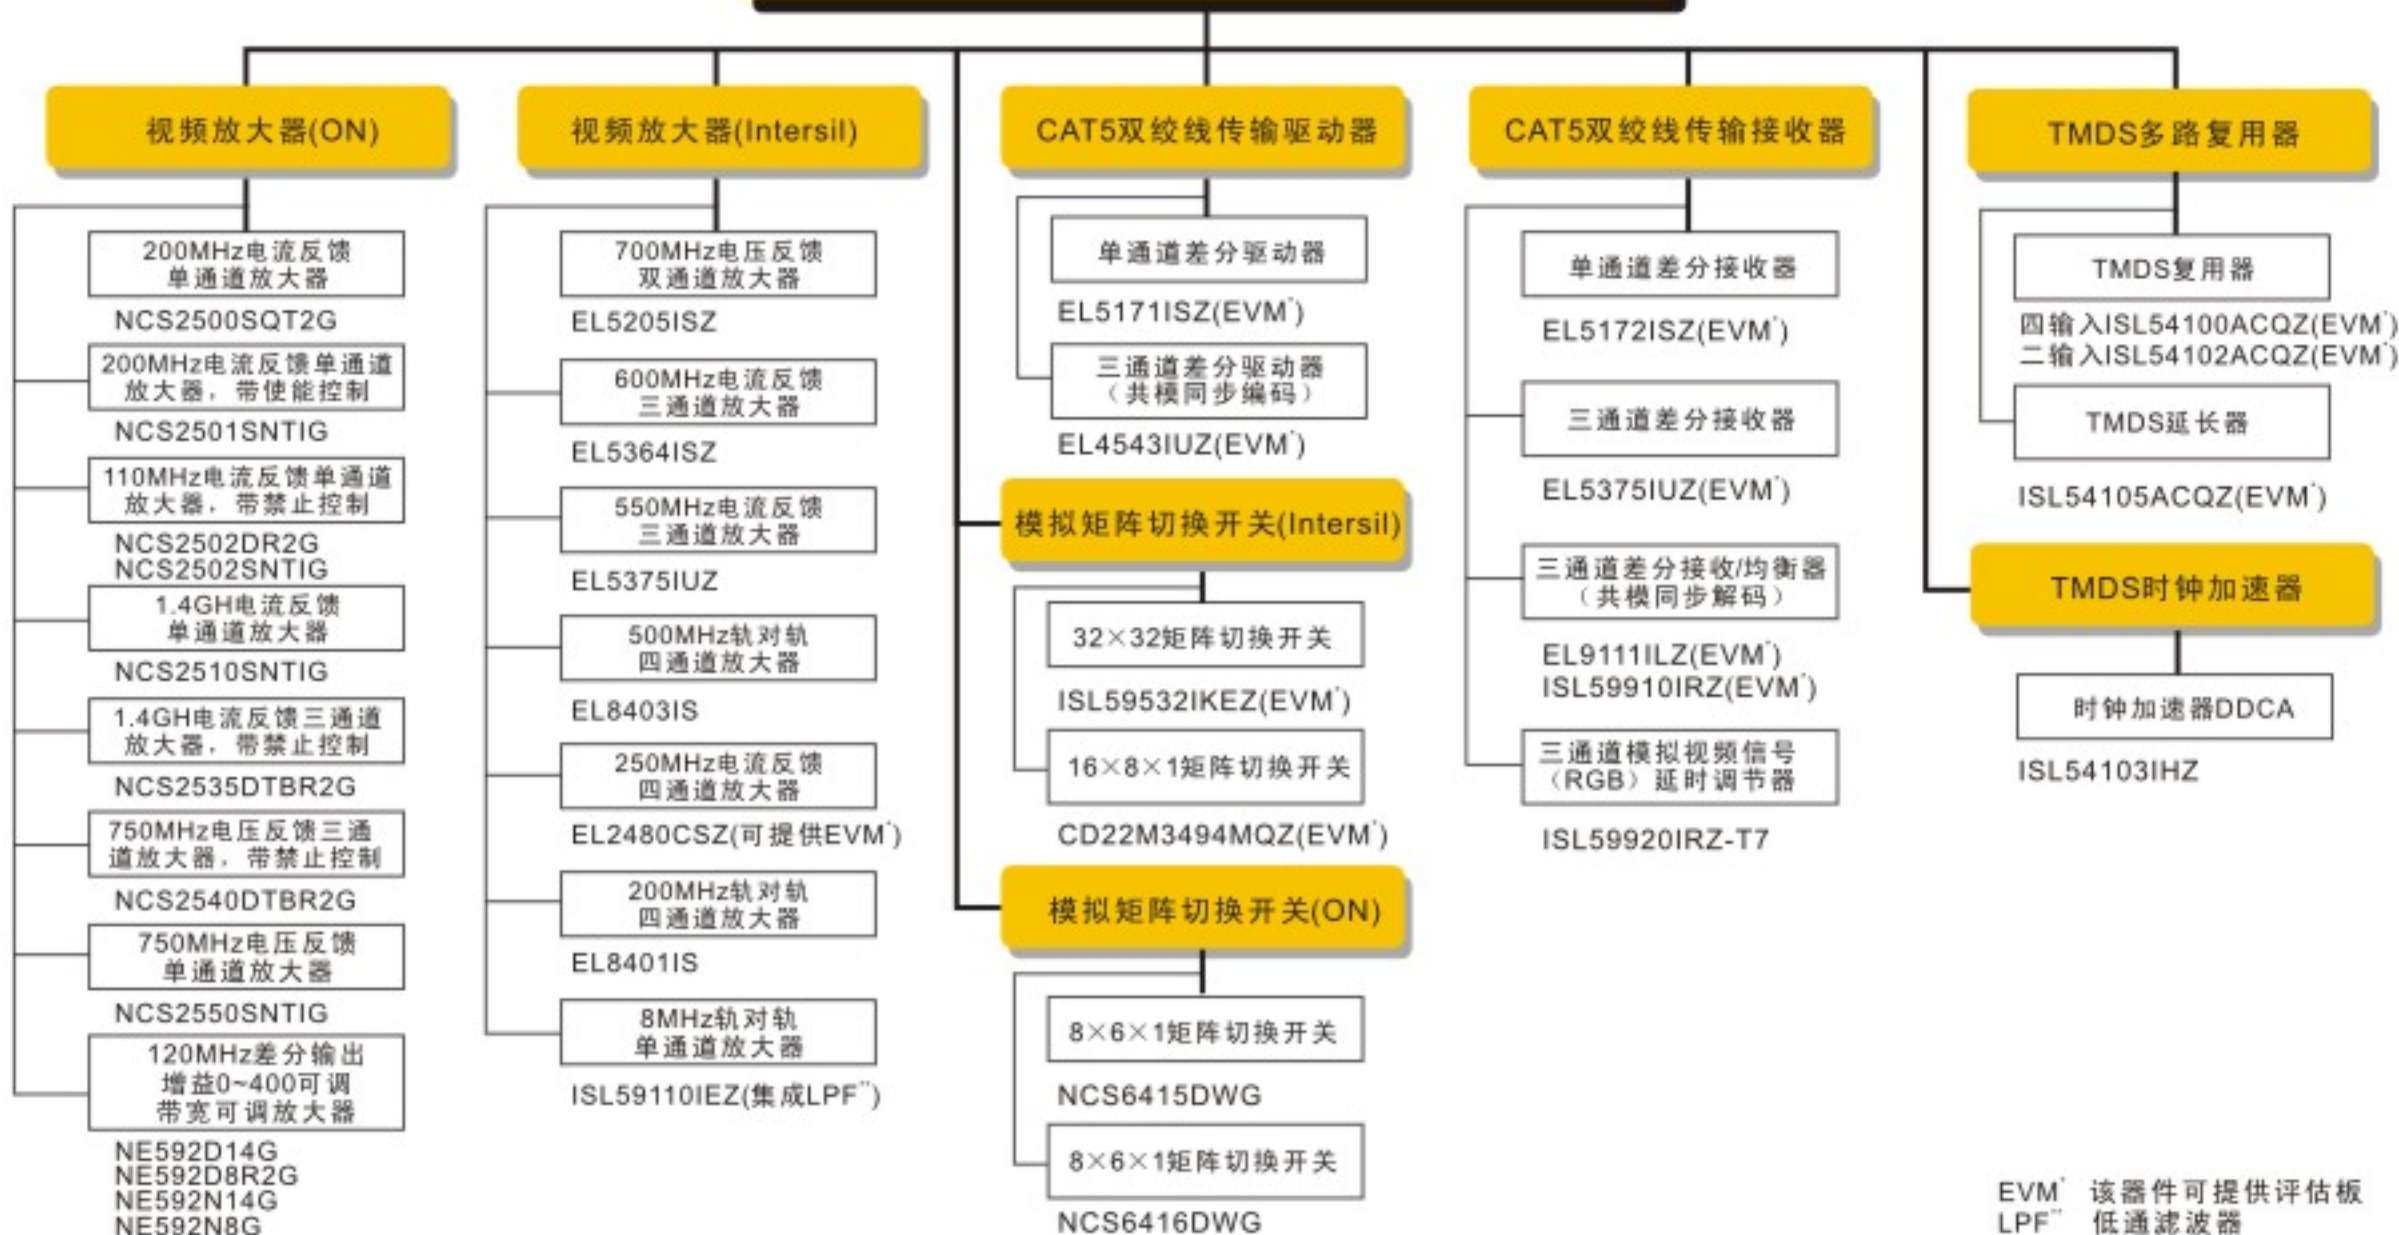 视频放大器(ON)
200MHz电流反馈
单通道放大器
NCS2500SQT2G
200MHz电流反馈单通道
放大器，带使能控制
NCS2501SNTIG
110MHz电流反馈单通道
放大器，带禁止控制
NCS2502DR2G
NCS2502SNTIG
1.4GH电流反馈
单通道放大器
NCS2510SNTIG
1.4GH电流反馈三通道
放大器，带禁止控制
NCS2535DTBR2G
750MHz电压反馈三通
道放大器，带禁止控制
NCS2540DTBR2G
750MHz电压反馈
单通道放大器
NCS2550SNTIG
120MHz差分输出
增益0~400可调
带宽可调放大器
NE592D14G
NE592D8R2G
NE592N14G
NE592N8G
视频放大器(Intersil)
700MHz电压反馈
双通道放大器
EL5205ISZ
600MHz电流反馈
三通道放大器
EL5364ISZ
550MHz电流反馈
三通道放大器
EL5375IUZ
500MHz轨对轨
四通道放大器
EL8403IS
250MHz电流反馈
四通道放大器
EL2480CSZ(可提供EVM*)
200MHz轨对轨
四通道放大器
EL8401IS
8MHz轨对轨
单通道放大器
ISL59110IEZ(集成LPF**)
CAT5双绞线传输驱动器
单通道差分驱动器
EL5171ISZ(EVM*)
三通道差分驱动器
（共模同步编码）
EL4543IUZ(EVM*)
模拟矩阵切换开关(Intersil)
32×32矩阵切换开关
ISL59532IKEZ(EVM*)
16×8×1矩阵切换开关
CD22M3494MQZ(EVM*)
模拟矩阵切换开关(ON)
8×6×1矩阵切换开关
NCS6415DWG
8×6×1矩阵切换开关
NCS6416DWG
CAT5双绞线传输接收器
单通道差分接收器
EL5172ISZ(EVM*)
三通道差分接收器
EL5375IUZ(EVM*)
三通道差分接收/均衡器
（共模同步解码）
EL9111ILZ(EVM*)
ISL59910IRZ(EVM*)
三通道模拟视频信号
（RGB）延时调节器
ISL59920IRZ-T7
TMDS多路复用器
TMDS复用器
四输入ISL54100ACQZ(EVM*)
二输入ISL54102ACQZ(EVM*)
TMDS延长器
ISL54105ACQZ(EVM*)
TMDS时钟加速器
时钟加速器DDCA
ISL54103IHZ
EVM* 该器件可提供评估板
LPF** 低通滤波器